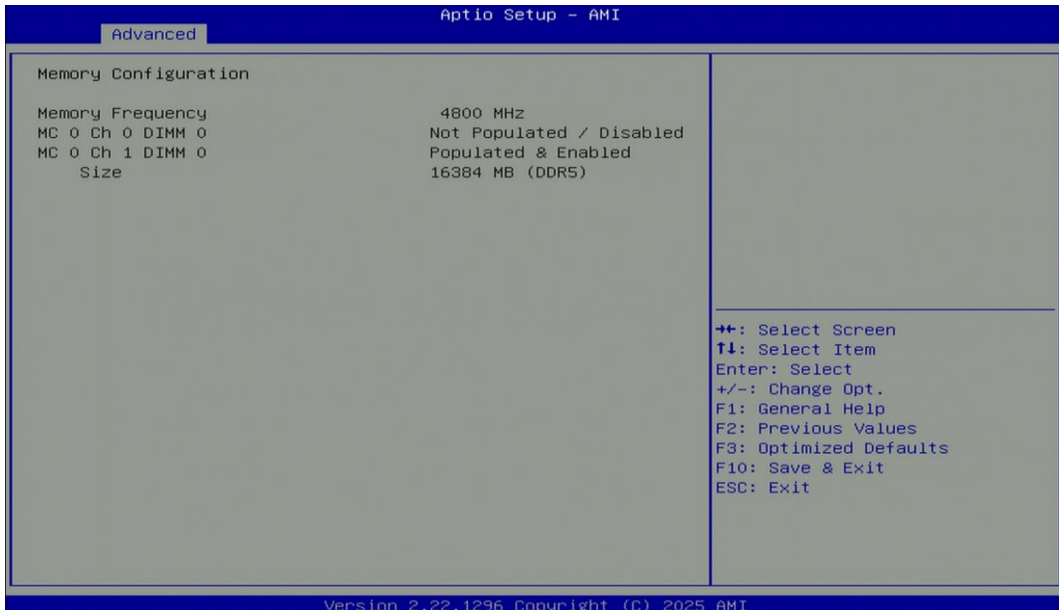 Aptio Setup – AMI
Advanced
Memory Configuration
Memory Frequency 4800 MHz
MC 0 Ch 0 DIMM 0 Not Populated / Disabled
MC 0 Ch 1 DIMM 0 Populated & Enabled
Size 16384 MB (DDR5)
→←: Select Screen
↑↓: Select Item
Enter: Select
+/-: Change Opt.
F1: General Help
F2: Previous Values
F3: Optimized Defaults
F10: Save & Exit
ESC: Exit
Version 2.22.1296 Copyright (C) 2025 AMI